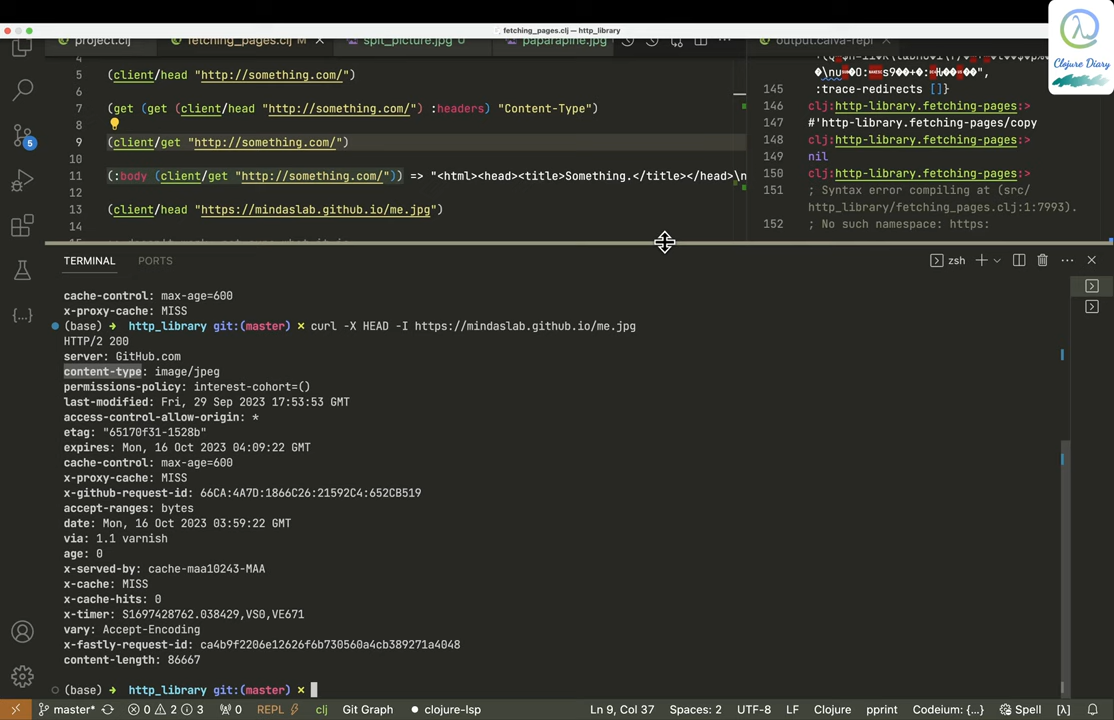 fetching_pages.clj — http_library
Clojure Diary
project.clj
fetching_pages.clj M
spit_picture.jpg U
paparapine.jpg
output.calva-repl
4
5 (client/head "http://something.com/")
6
7 (get (get (client/head "http://something.com/") :headers) "Content-Type")
8
9 (client/get "http://something.com/")
10
11 (:body (client/get "http://something.com/")) => "<html><head><title>Something.</title></head>\n
13 (client/head "https://mindaslab.github.io/me.jpg")
14
145 :trace-redirects []}
146 clj:http-library.fetching-pages:>
147 #'http-library.fetching-pages/copy
148 clj:http-library.fetching-pages:>
149 nil
150 clj:http-library.fetching-pages:>
151 ; Syntax error compiling at (src/
http_library/fetching_pages.clj:1:7993).
152 ; No such namespace: https:
TERMINAL PORTS
zsh
cache-control: max-age=600
x-proxy-cache: MISS
(base) → http_library git:(master) × curl -X HEAD -I https://mindaslab.github.io/me.jpg
HTTP/2 200
server: GitHub.com
content-type: image/jpeg
permissions-policy: interest-cohort=()
last-modified: Fri, 29 Sep 2023 17:53:53 GMT
access-control-allow-origin: *
etag: "65170f31-1528b"
expires: Mon, 16 Oct 2023 04:09:22 GMT
cache-control: max-age=600
x-proxy-cache: MISS
x-github-request-id: 66CA:4A7D:1866C26:21592C4:652CB519
accept-ranges: bytes
date: Mon, 16 Oct 2023 03:59:22 GMT
via: 1.1 varnish
age: 0
x-served-by: cache-maa10243-MAA
x-cache: MISS
x-cache-hits: 0
x-timer: S1697428762.038429,VS0,VE671
vary: Accept-Encoding
x-fastly-request-id: ca4b9f2206e12626f6b730560a4cb389271a4048
content-length: 86667
(base) → http_library git:(master) ×
5
master* 0 2 3 0 REPL clj Git Graph clojure-lsp Ln 9, Col 37 Spaces: 2 UTF-8 LF Clojure pprint Codeium: {...} Spell [λ]